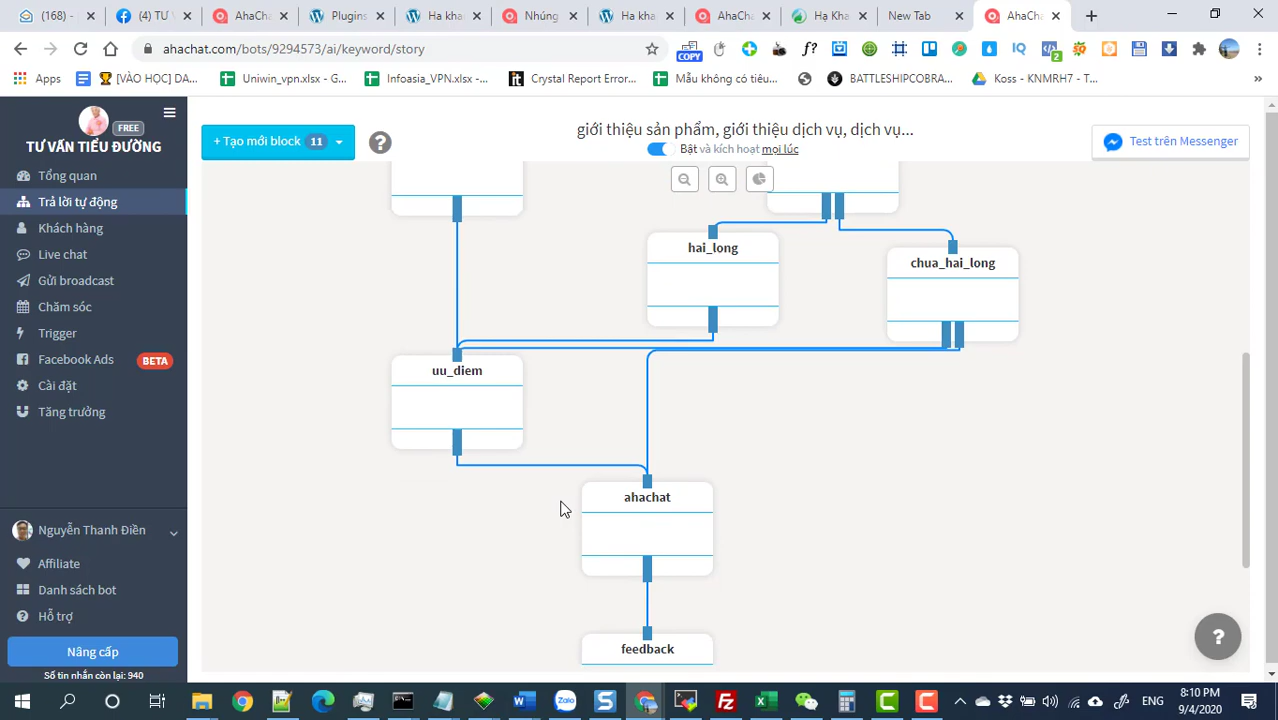 (168) -
(4) TƯ V
AhaCha
Plugins
Ha kha
Nhúng
Ha kha
AhaCh
Hạ Kha
New Tab
AhaCh
ahachat.com/bots/9294573/ai/keyword/story
COPY
f?
IQ
2
Apps
[VÀO HỌC] DA...
Uniwin_vpn.xlsx - G...
Infoasia_VPN.xlsx -...
Crystal Report Error...
Mẫu không có tiêu...
BATTLESHIPCOBRA...
Koss - KNMRH7 - T...
»
FREE
TƯ VẤN TIỂU ĐƯỜNG
Tổng quan
Trả lời tự động
Khách hàng
Live chat
Gửi broadcast
Chăm sóc
Trigger
Facebook Ads BETA
Cài đặt
Tăng trưởng
Nguyễn Thanh Điền
Affiliate
Danh sách bot
Hỗ trợ
Nâng cấp
Số tin nhắn còn lại: 940
+ Tạo mới block 11
?
giới thiệu sản phẩm, giới thiệu dịch vụ, dịch vụ...
Bật và kích hoạt mọi lúc
Test trên Messenger
hai_long
chua_hai_long
uu_diem
ahachat
feedback
?
ENG
8:10 PM
9/4/2020